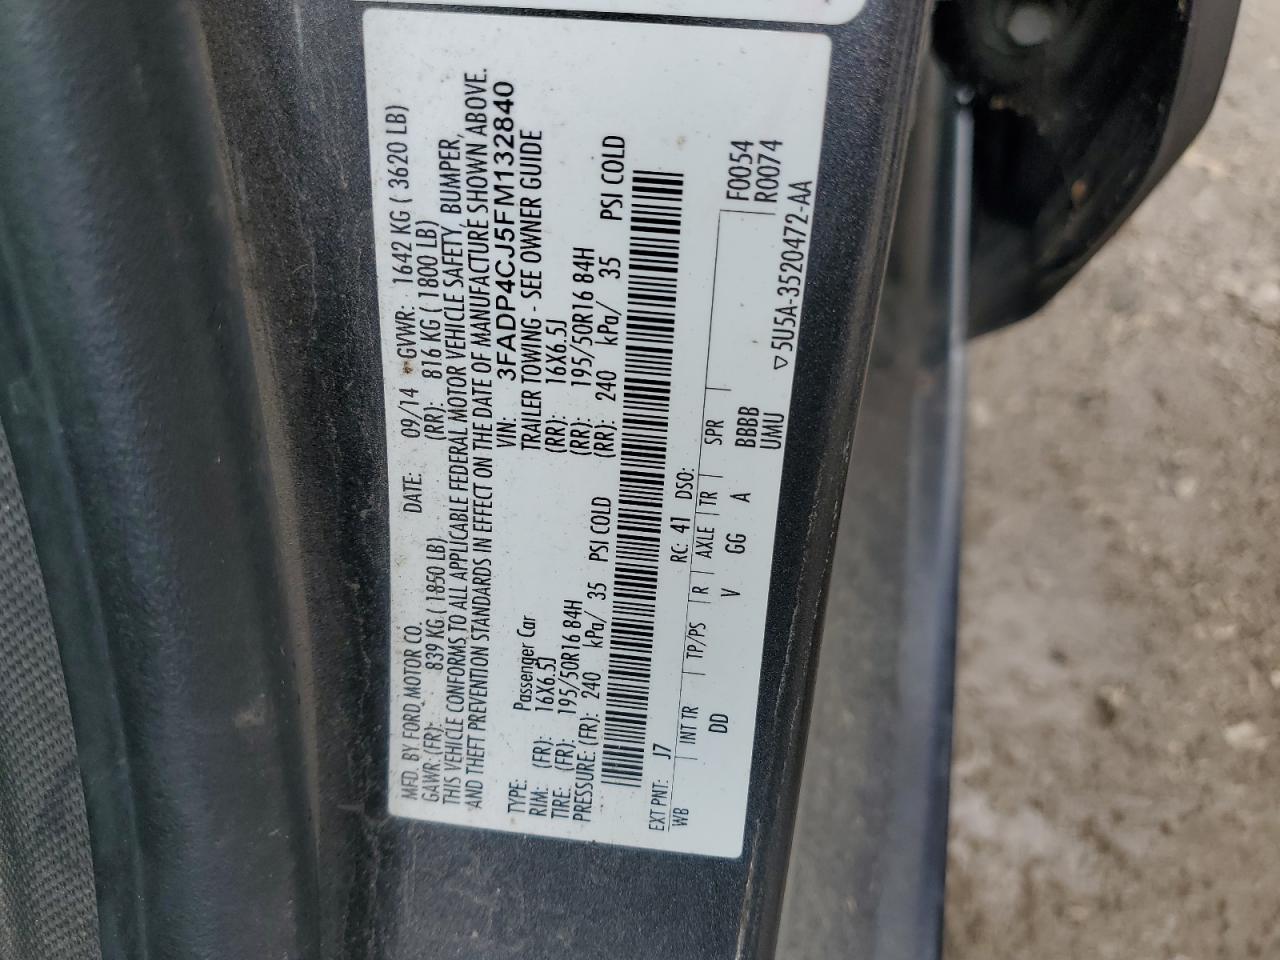 MFD. BY FORD MOTOR CO.
DATE: 09/14 GVWR: 1642 KG ( 3620 LB)
GAWR: (FR): 839 KG ( 1850 LB) (RR): 816 KG ( 1800 LB)
THIS VEHICLE CONFORMS TO ALL APPLICABLE FEDERAL MOTOR VEHICLE SAFETY, BUMPER,
AND THEFT PREVENTION STANDARDS IN EFFECT ON THE DATE OF MANUFACTURE SHOWN ABOVE.
VIN: 3FADP4CJ5FM132840
TYPE: Passenger Car TRAILER TOWING - SEE OWNER GUIDE
RIM: (FR): 16X6.5J (RR): 16X6.5J
TIRE: (FR): 195/50R16 84H (RR): 195/50R16 84H
PRESSURE: (FR): 240 kPa/ 35 PSI COLD (RR): 240 kPa/ 35 PSI COLD
EXT PNT: J7 RC: 41 DSO:
WB INT TR TP/PS R AXLE TR SPR F0054
R0074
DD V GG A BBBB
UMU
▽5U5A-3520472-AA